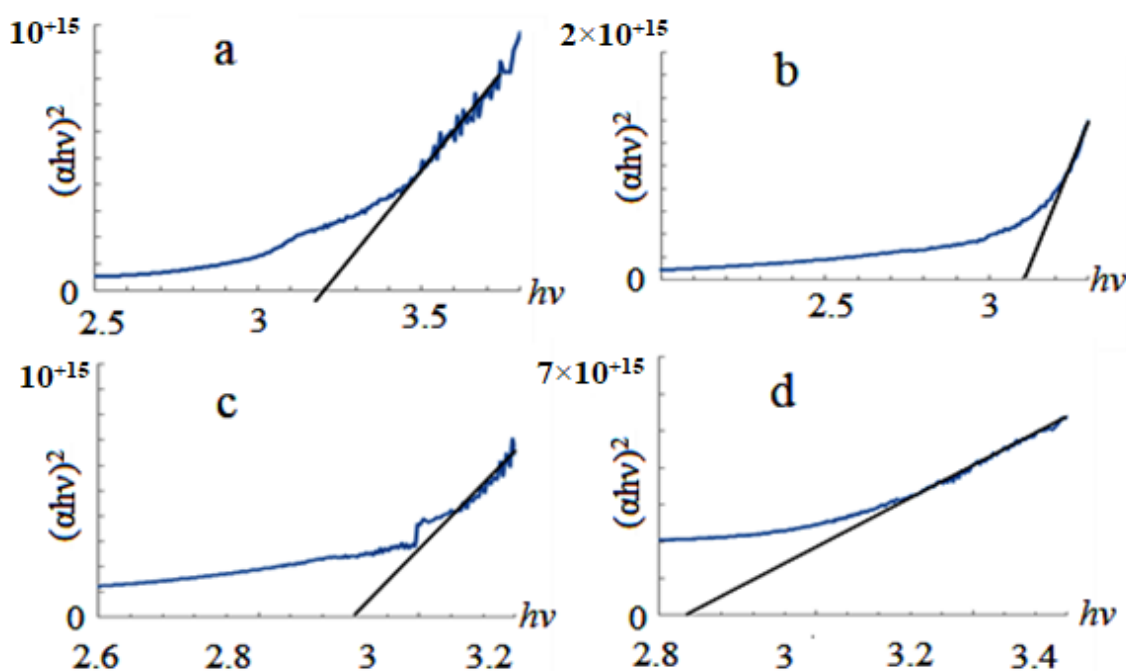 10⁺¹⁵
a
(αhν)²
0
hν
2.5 3 3.5
2×10⁺¹⁵
b
(αhν)²
0
hν
2.5 3
10⁺¹⁵
c
(αhν)²
0
hν
2.6 2.8 3 3.2
7×10⁺¹⁵
d
(αhν)²
0
hν
2.8 3 3.2 3.4